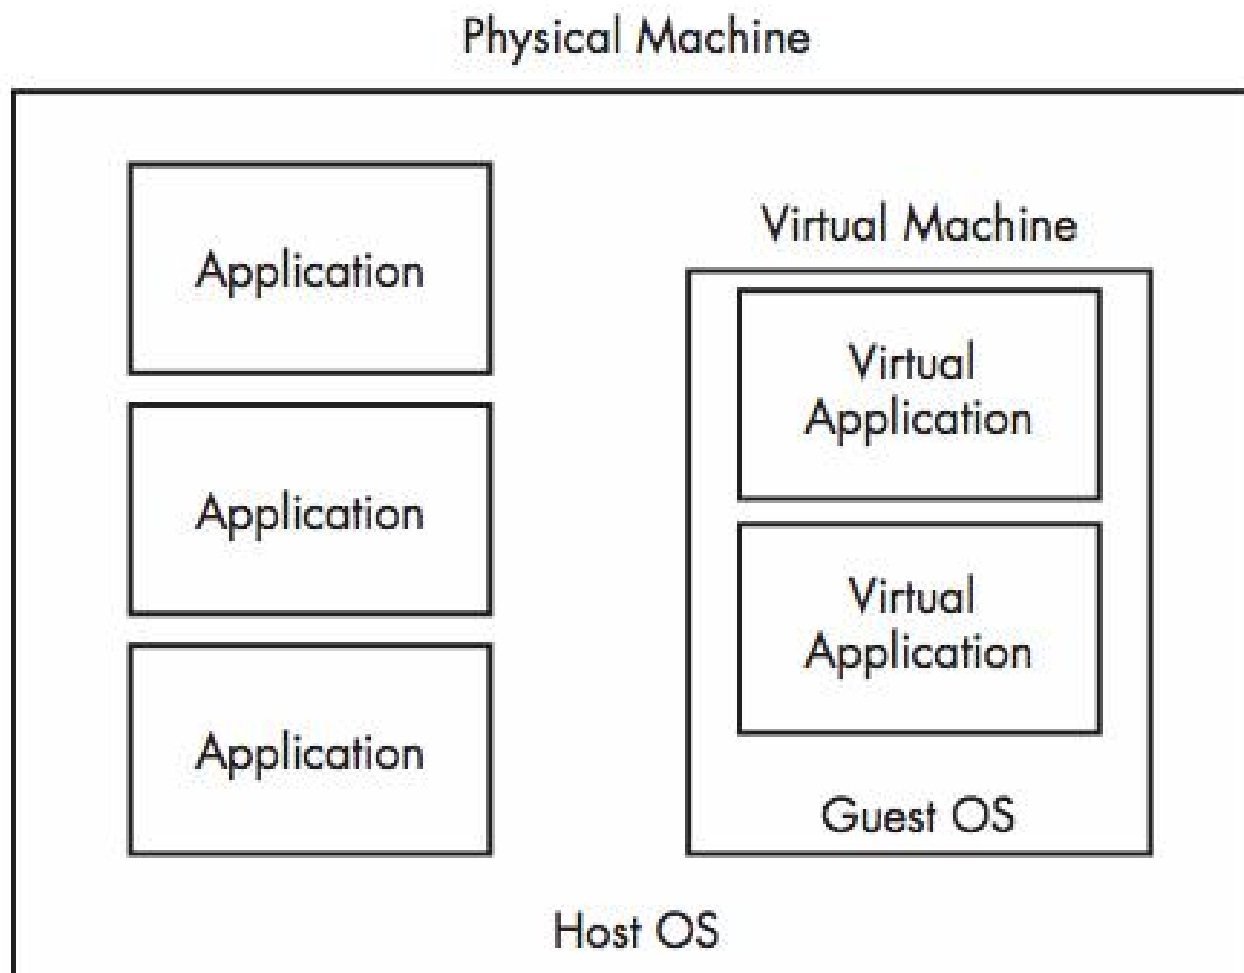 Physical Machine
Application
Application
Application
Virtual Machine
Virtual
Application
Virtual
Application
Guest OS
Host OS